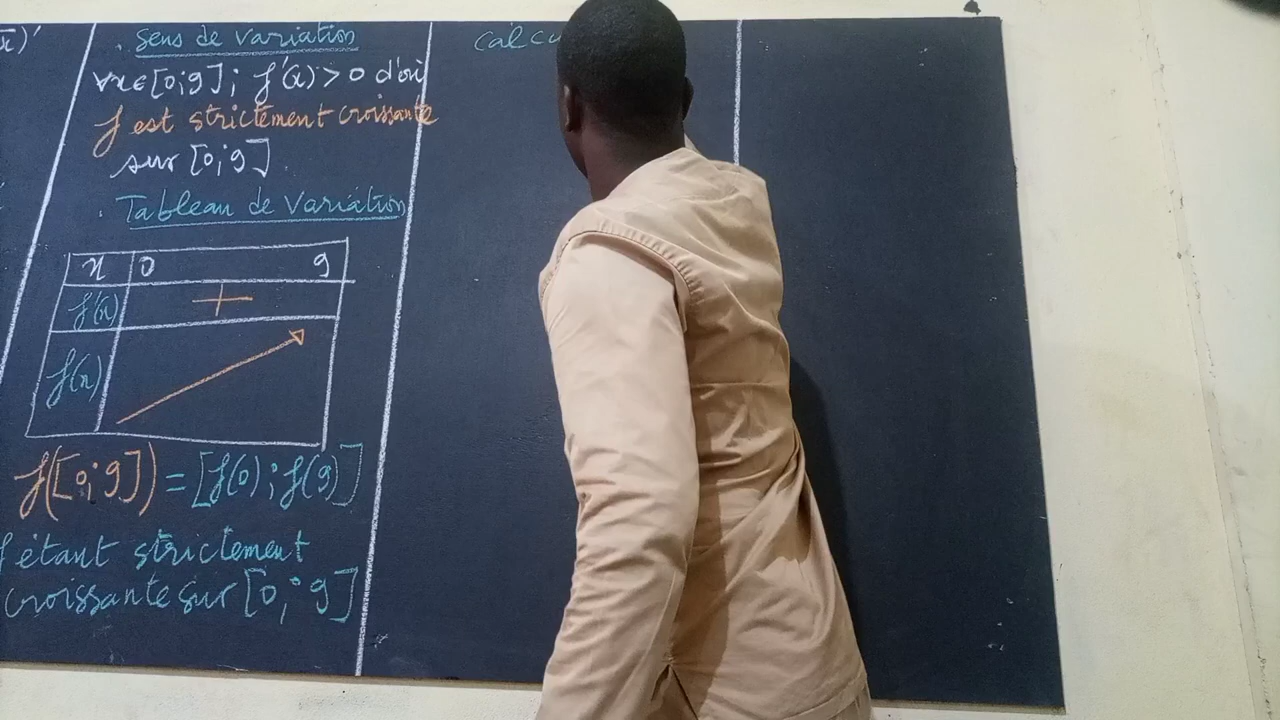 x)'
. Sens de Variation
∀x∈[0;9]; f'(x)>0 d'où
f est strictement croissante
sur [0;9].
. Tableau de Variation
x 0 9
f'(x) +
f(x)
f([0;9])=[f(0);f(9)]
f étant strictement
croissante sur [0;9]
Calcu